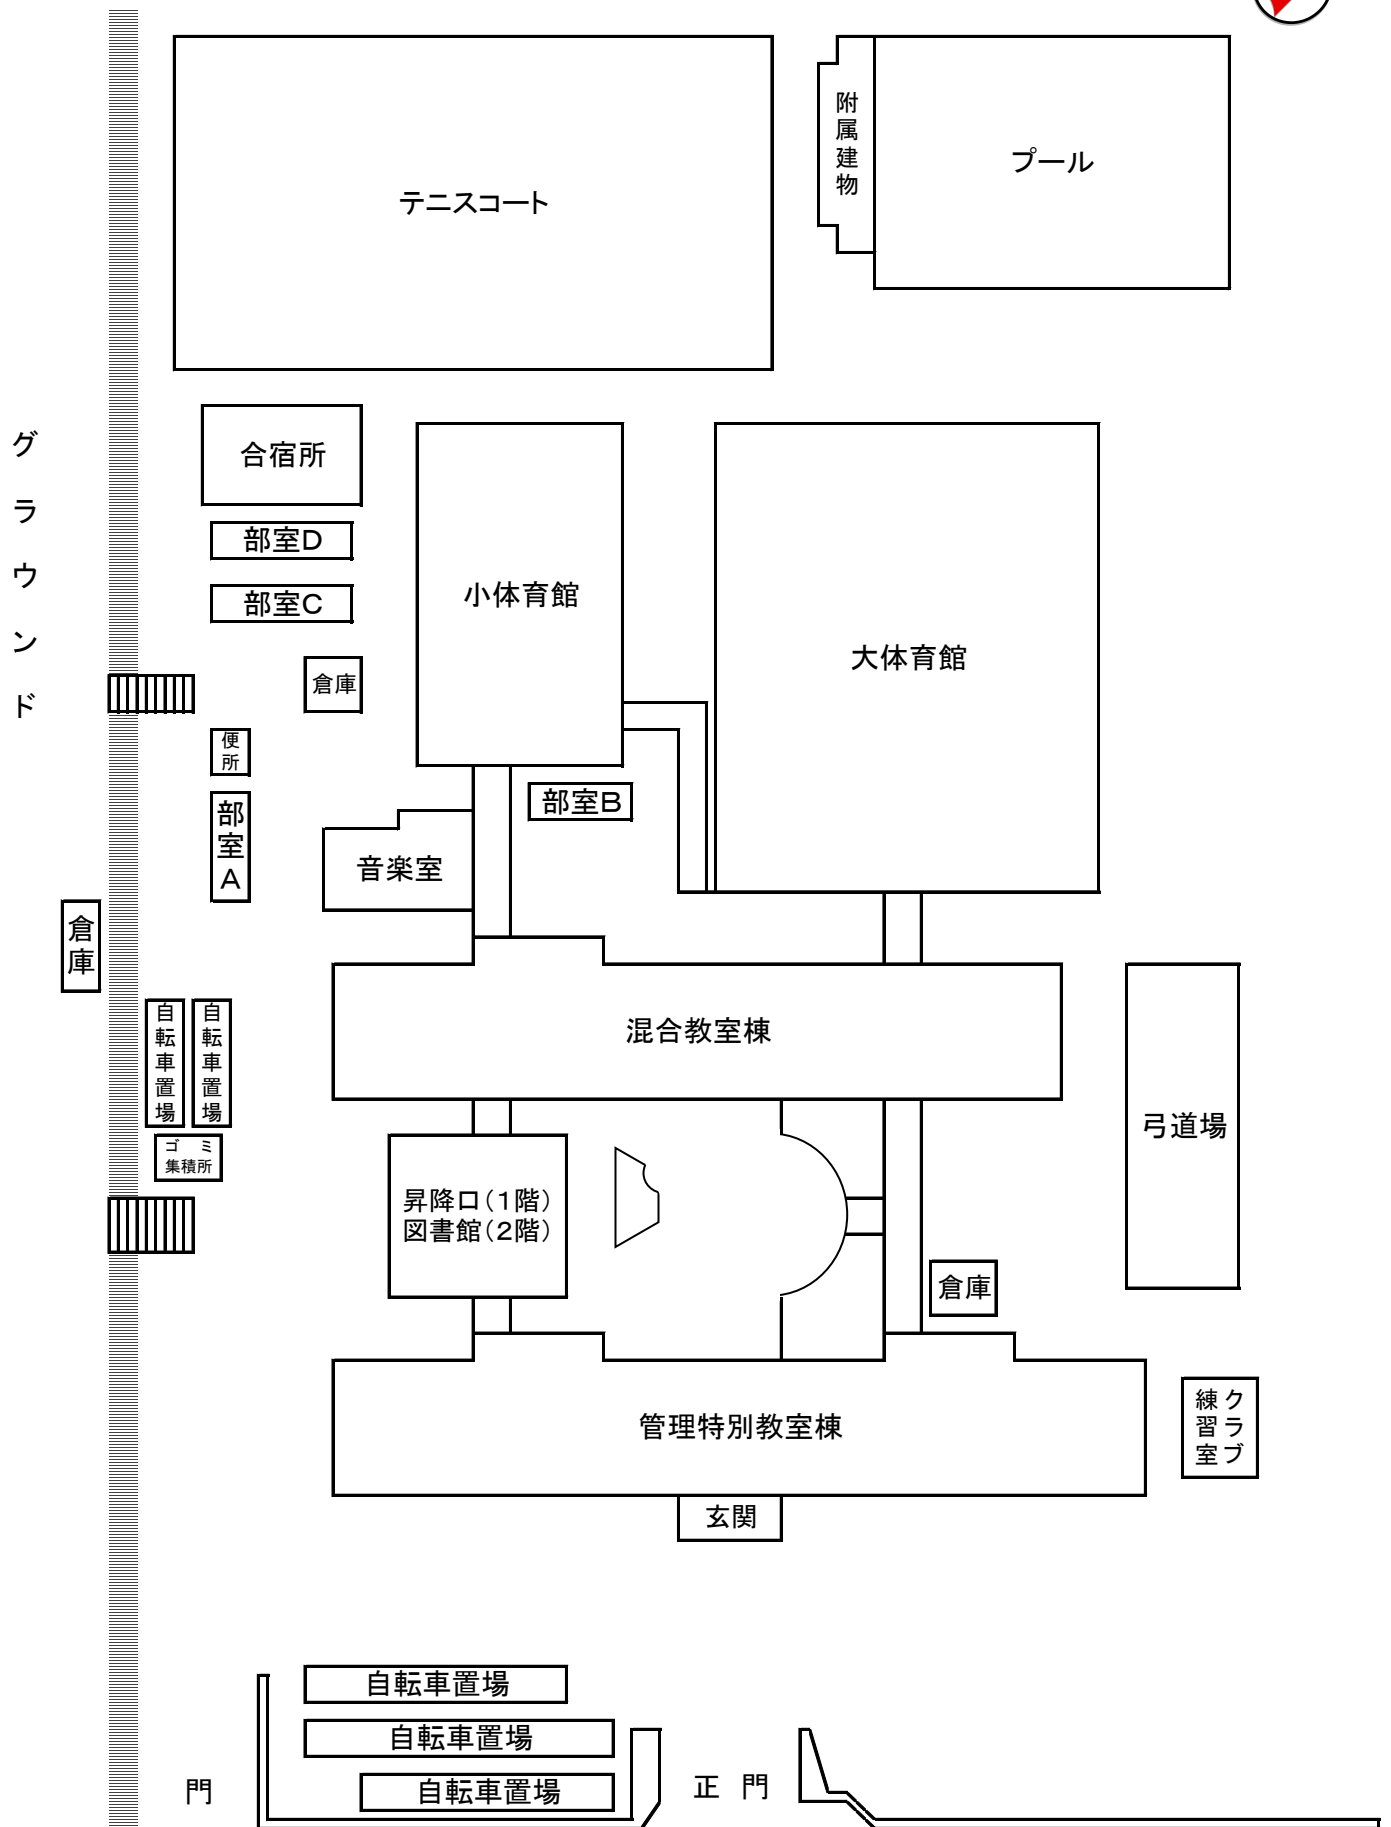 附属建物
プール
テニスコート
グラウンド
合宿所
部室D
部室C
小体育館
大体育館
倉庫
便所
部室B
部室A
音楽室
倉庫
自転車置場
自転車置場
混合教室棟
弓道場
ゴミ
集積所
昇降口(1階)
図書館(2階)
倉庫
管理特別教室棟
クラブ
練習室
玄関
自転車置場
自転車置場
自転車置場
門
正門